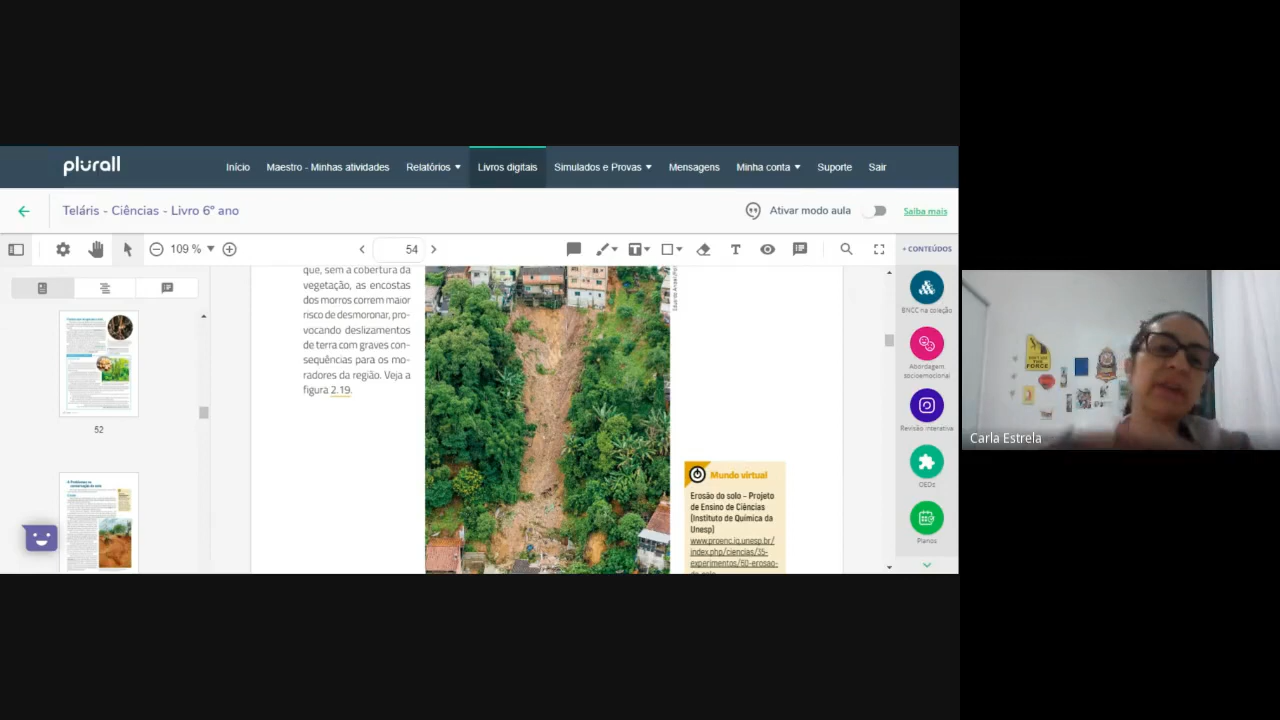 plurall
Início
Maestro - Minhas atividades
Relatórios
Livros digitais
Simulados e Provas
Mensagens
Minha conta
Suporte
Sair
Teláris - Ciências - Livro 6º ano
Ativar modo aula
Saiba mais
109 %
54
+ CONTEÚDOS
que, sem a cobertura da
vegetação, as encostas
dos morros correm maior
risco de desmoronar, pro-
vocando deslizamentos
de terra com graves con-
sequências para os mo-
radores da região. Veja a
figura 2.19.
52
Mundo virtual
Erosão do solo – Projeto
de Ensino de Ciências
(Instituto de Química da
Unesp)
www.proenc.iq.unesp.br/
index.php/ciencias/35-
experimentos/60-erosao-
BNCC na coleção
Abordagem
socioemocional
Revisão interativa
OEDs
Planos
THE
FORCE
Carla Estrela